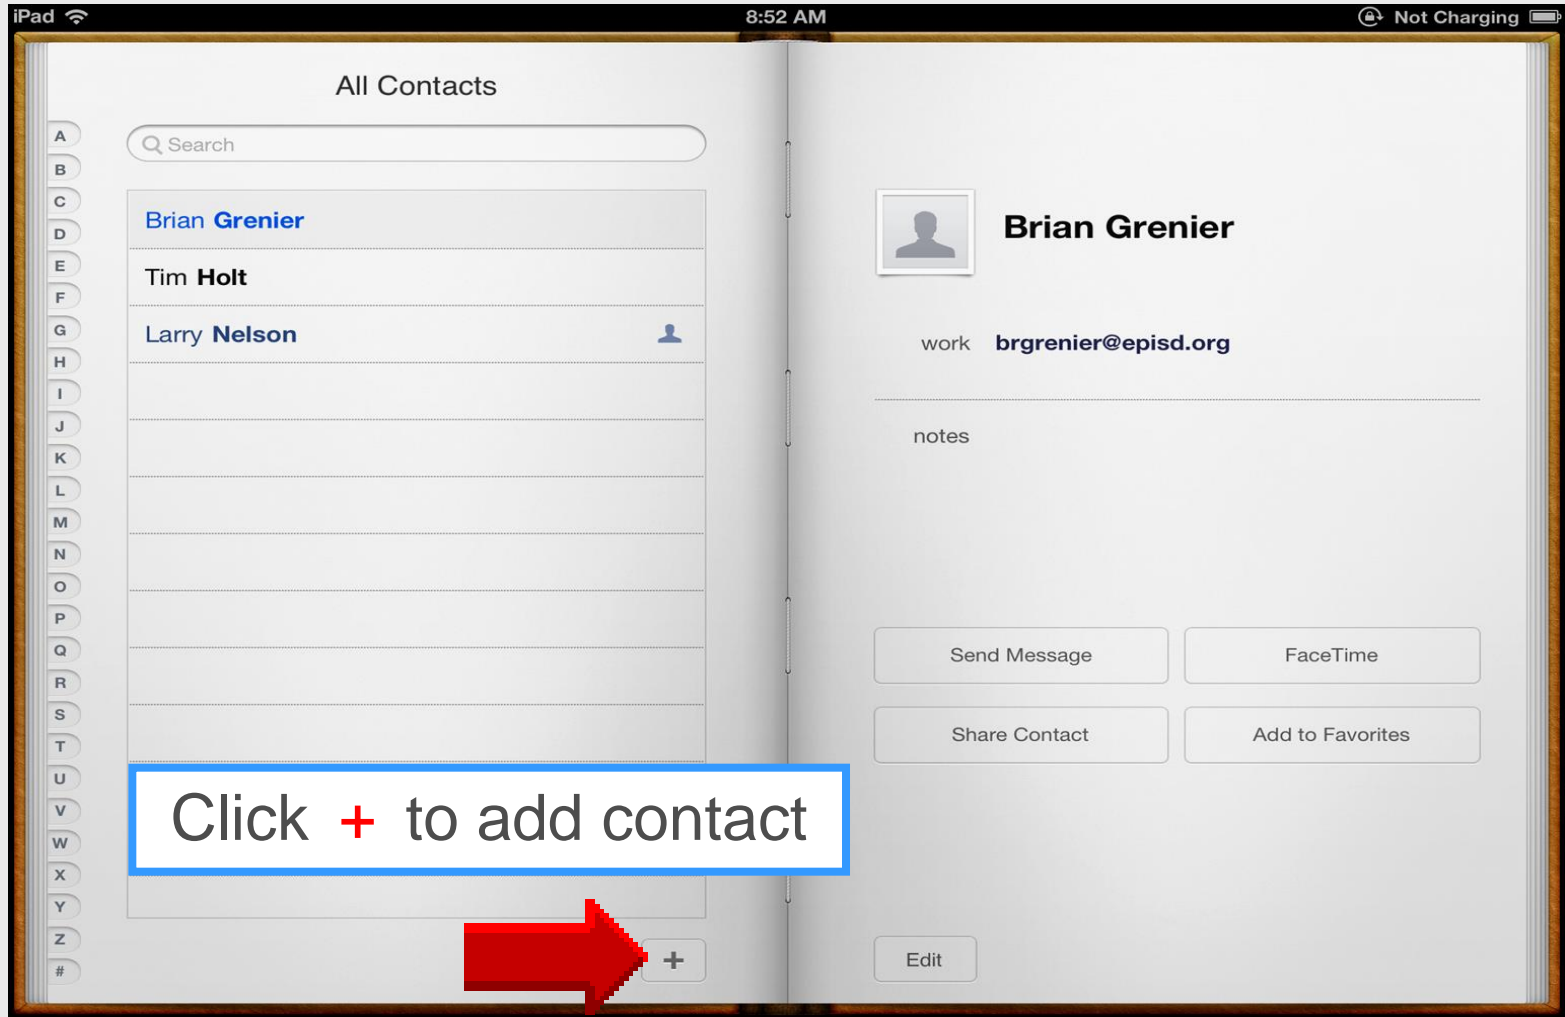 iPad 8:52 AM Not Charging
All Contacts
Search
A
B
C
D
E
F
G
H
I
J
K
L
M
N
O
P
Q
R
S
T
U
V
W
X
Y
Z
#
Brian Grenier
Tim Holt
Larry Nelson
Click + to add contact
+
Brian Grenier
work brgrenier@episd.org
notes
Send Message FaceTime
Share Contact Add to Favorites
Edit